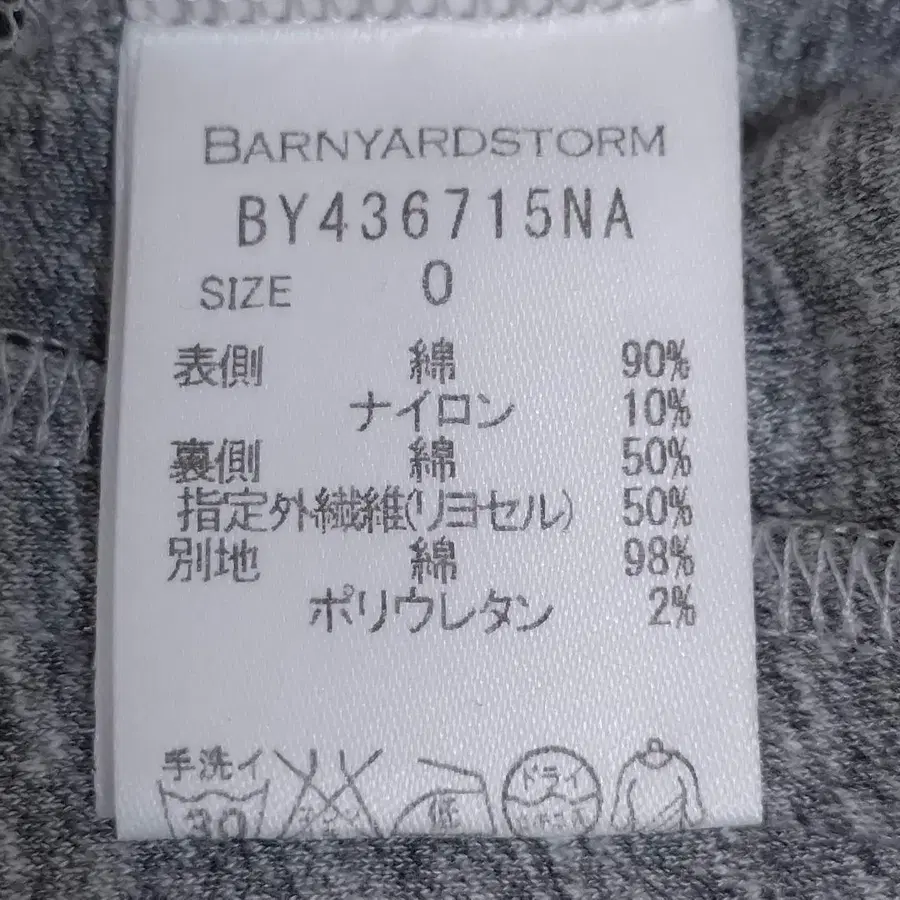 BARNYARDSTORM
BY436715NA
SIZE 0
表側 綿 90%
ナイロン 10%
裏側 綿 50%
指定外繊維(リヨセル) 50%
別地 綿 98%
ポリウレタン 2%
手洗イ ドライ
30 低